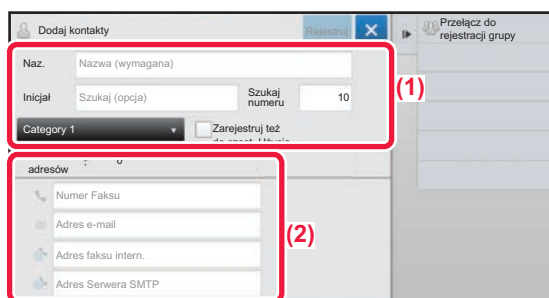 Dodaj kontakty
Rejestruj
Przełącz do
rejestracji grupy
Naz.
Nazwa (wymagana)
(1)
Inicjał
Szukaj (opcja)
Szukaj
numeru
10
Category 1
Zarejestruj też
adresów
Numer Faksu
Adres e-mail
(2)
Adres faksu intern.
Adres Serwera SMTP